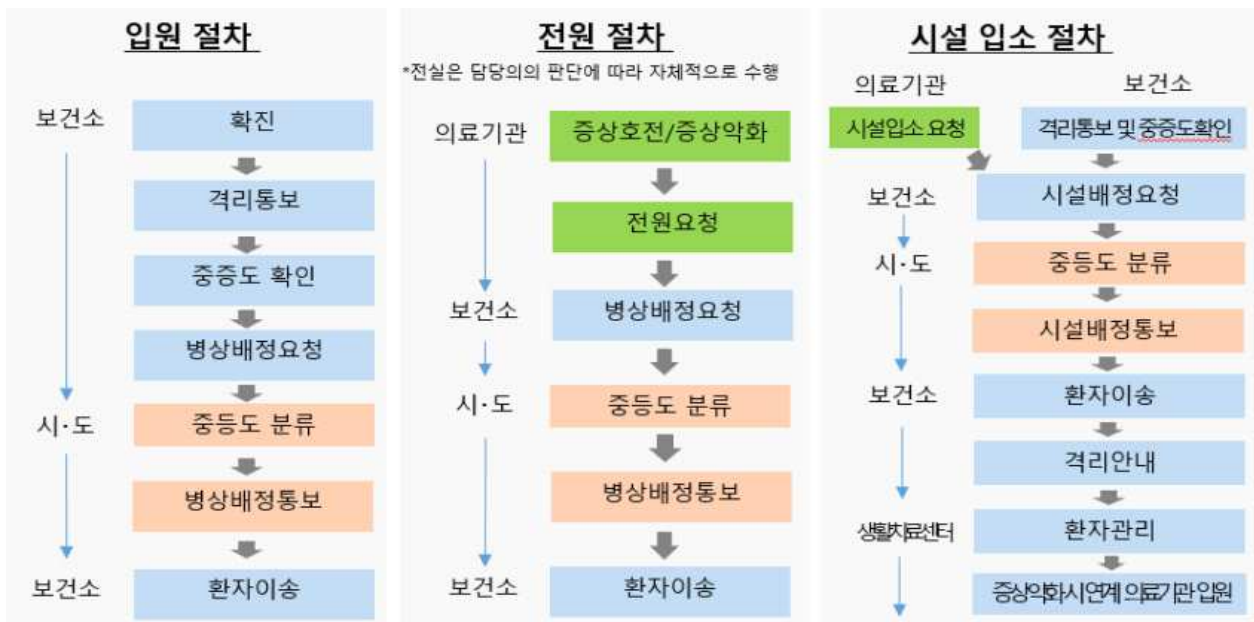 입원 절차
보건소
확진
격리통보
중증도 확인
병상배정요청
시·도
중등도 분류
병상배정통보
보건소
환자이송
전원 절차
*전실은 담당의의 판단에 따라 자체적으로 수행
의료기관
증상호전/증상악화
전원요청
보건소
병상배정요청
시·도
중등도 분류
병상배정통보
보건소
환자이송
시설 입소 절차
의료기관
보건소
시설입소 요청
격리통보 및 중증도확인
보건소
시설배정요청
시·도
중등도 분류
시설배정통보
보건소
환자이송
격리안내
생활치료센터
환자관리
증상악화시 연계 의료기관 입원